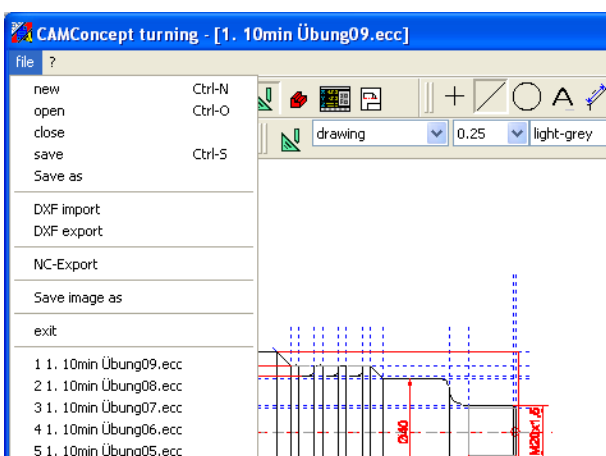 CAMConcept turning - [1. 10min Übung09.ecc]
file ?
new Ctrl-N
open Ctrl-O
close
save Ctrl-S
Save as
DXF import
DXF export
NC-Export
Save image as
exit
1 1. 10min Übung09.ecc
2 1. 10min Übung08.ecc
3 1. 10min Übung07.ecc
4 1. 10min Übung06.ecc
5 1. 10min Übung05.ecc
A
drawing 0.25 light-grey
Ø40
M20x1.5